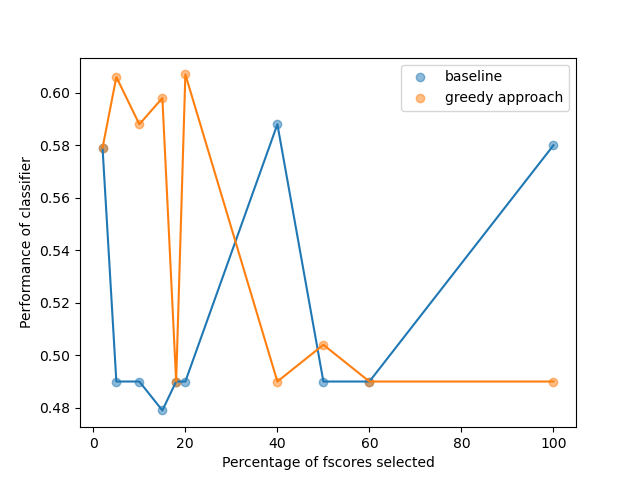 baseline
greedy approach
0.60
0.58
0.56
0.54
0.52
0.50
0.48
Performance of classifier
0 20 40 60 80 100
Percentage of fscores selected